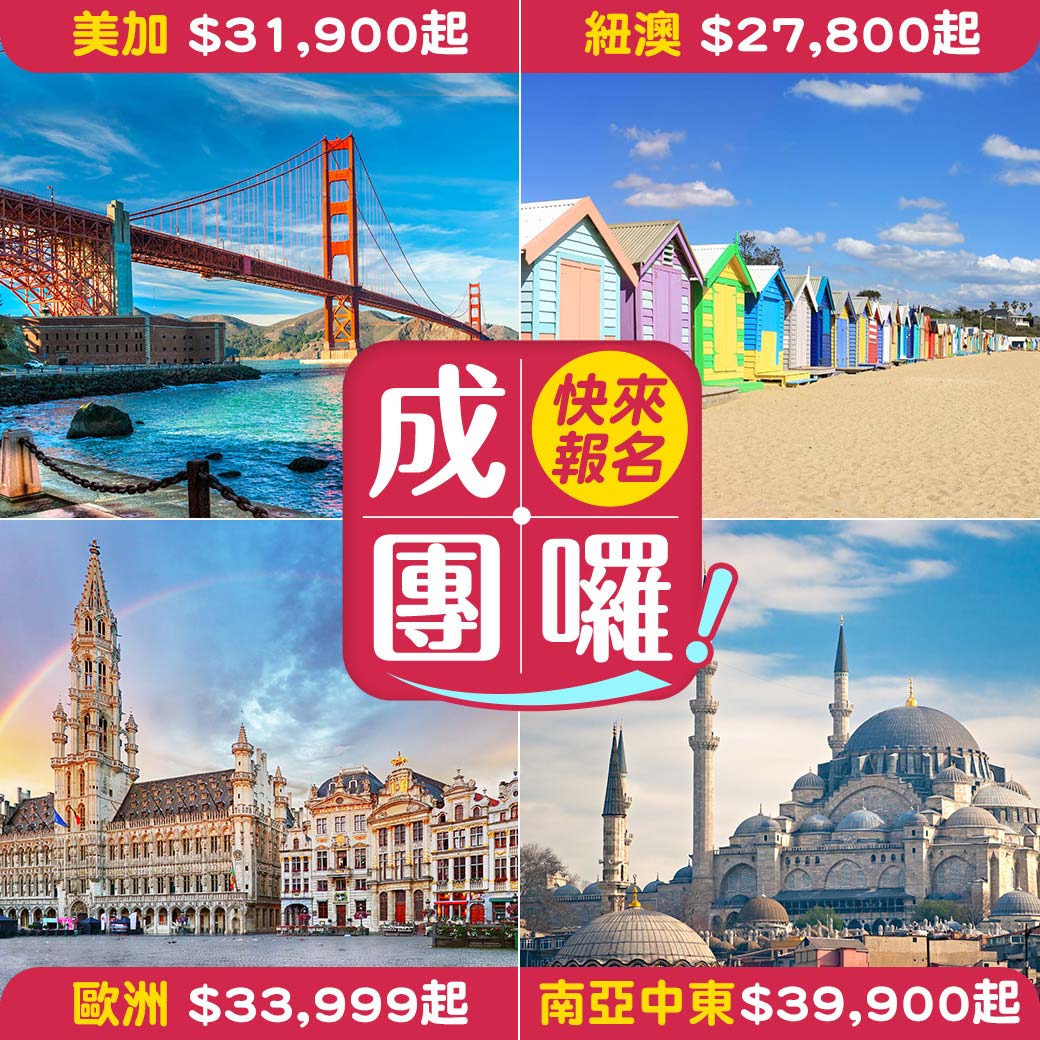 美加 $31,900起
紐澳 $27,800起
成團囉!
快來
報名
歐洲 $33,999起
南亞中東$39,900起